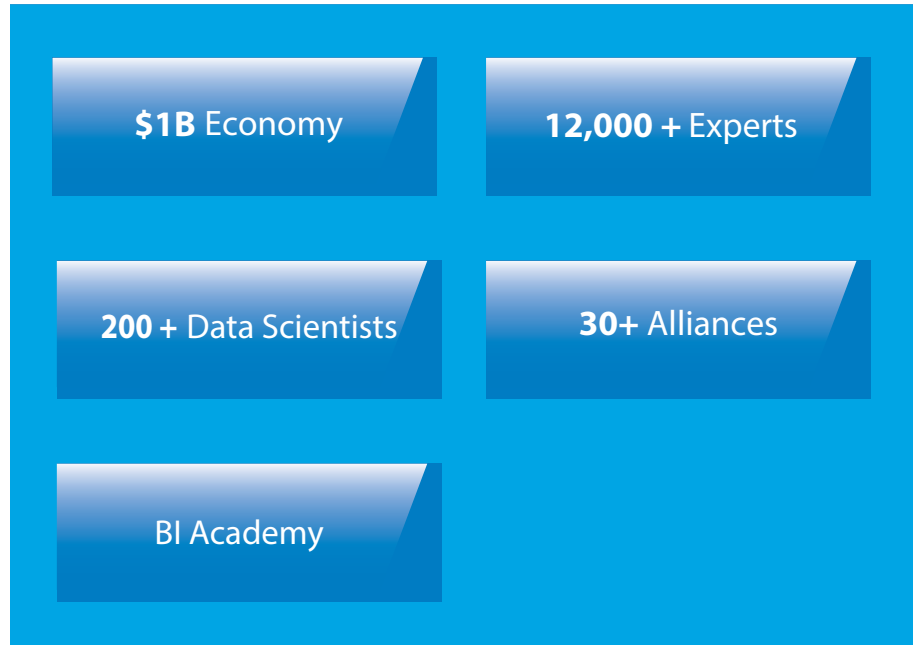 $1B Economy
12,000 + Experts
200 + Data Scientists
30+ Alliances
BI Academy